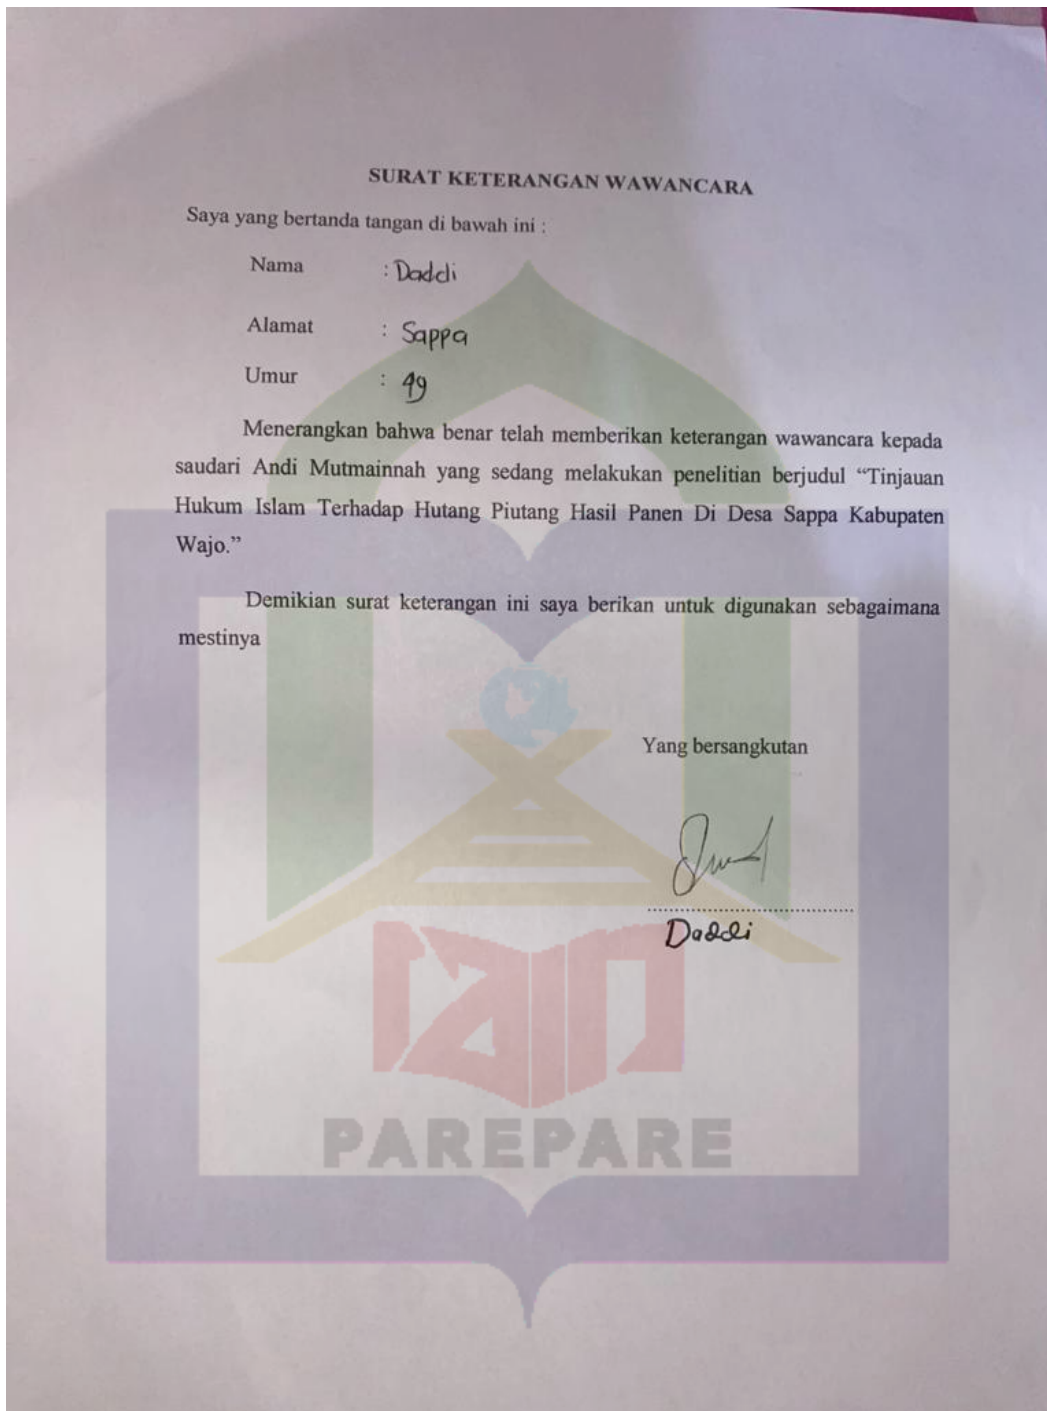 SURAT KETERANGAN WAWANCARA
Saya yang bertanda tangan di bawah ini :
Nama : Daddi
Alamat : Sappa
Umur : 49
Menerangkan bahwa benar telah memberikan keterangan wawancara kepada
saudari Andi Mutmainnah yang sedang melakukan penelitian berjudul “Tinjauan
Hukum Islam Terhadap Hutang Piutang Hasil Panen Di Desa Sappa Kabupaten
Wajo.”
Demikian surat keterangan ini saya berikan untuk digunakan sebagaimana
mestinya
Yang bersangkutan
Daddi
iain
PAREPARE